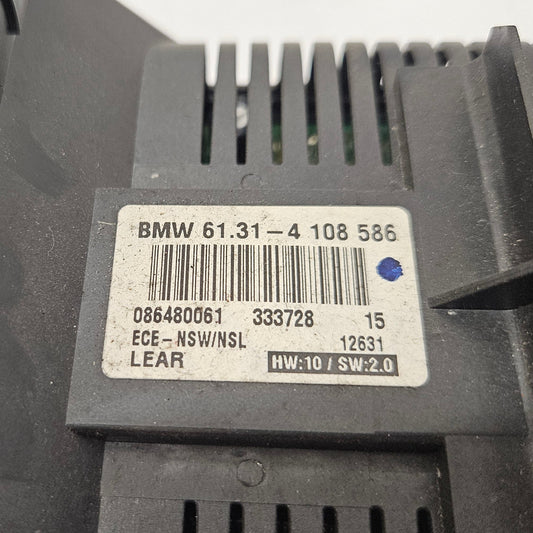 BMW 61.31-4 108 586
086480061 333728 15
ECE-NSW/NSL 12631
LEAR HW:10 / SW:2.0